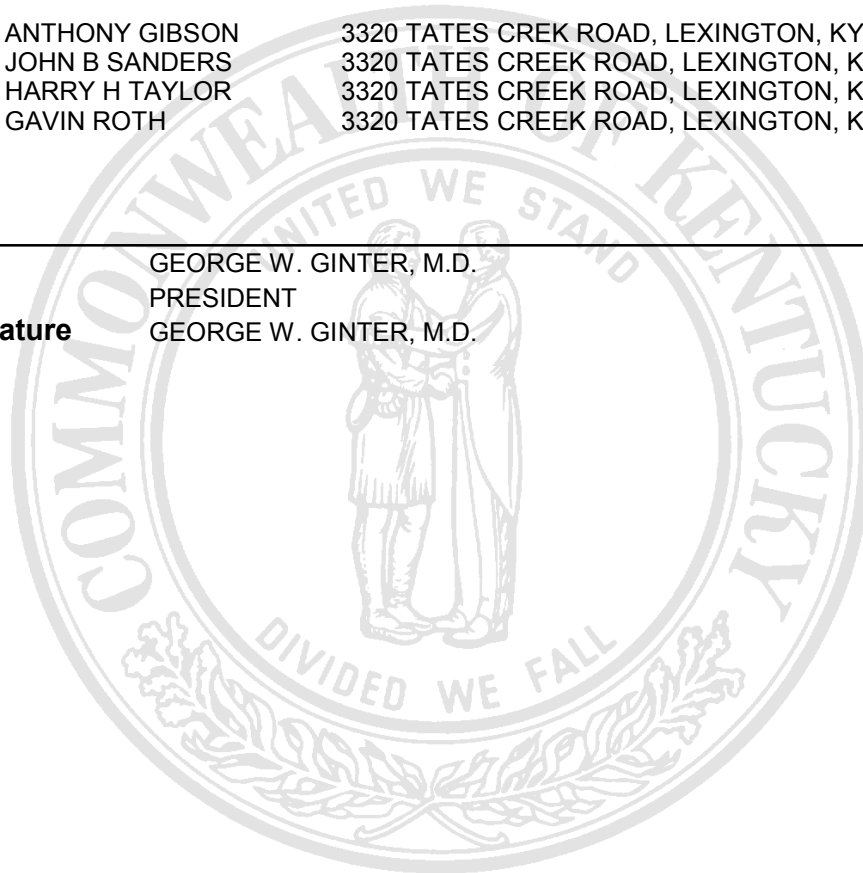 ANTHONY GIBSON 3320 TATES CREK ROAD, LEXINGTON, KY
JOHN B SANDERS 3320 TATES CREEK ROAD, LEXINGTON, K
HARRY H TAYLOR 3320 TATES CREEK ROAD, LEXINGTON, K
GAVIN ROTH 3320 TATES CREEK ROAD, LEXINGTON, K
COMMONWEALTH OF KENTUCKY
UNITED WE STAND
GEORGE W. GINTER, M.D.
PRESIDENT
ature GEORGE W. GINTER, M.D.
DIVIDED WE FALL